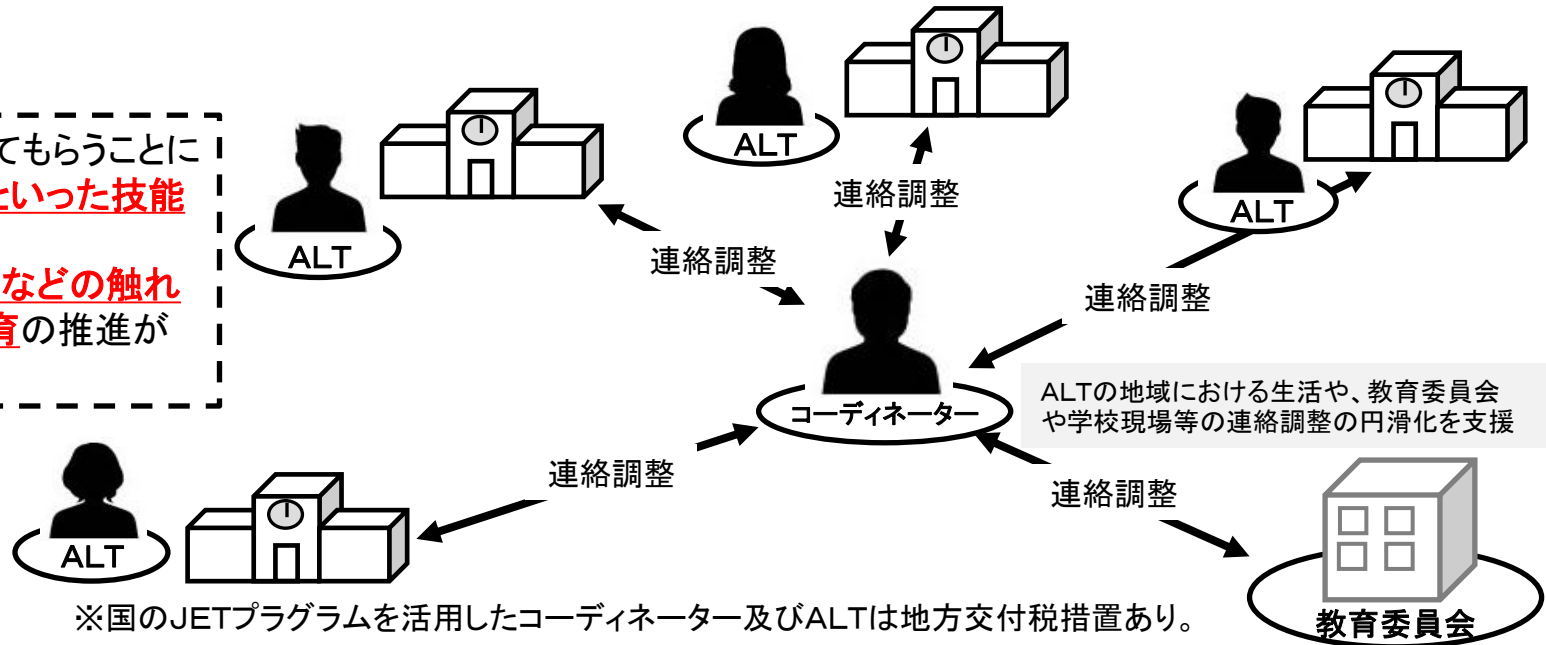 てもらうことに
といった技能
などの触れ
育の推進が
ALT
ALT
ALT
連絡調整
連絡調整
連絡調整
コーディネーター
ALTの地域における生活や、教育委員会
や学校現場等の連絡調整の円滑化を支援
連絡調整
連絡調整
ALT
教育委員会
※国のJETプラグラムを活用したコーディネーター及びALTは地方交付税措置あり。